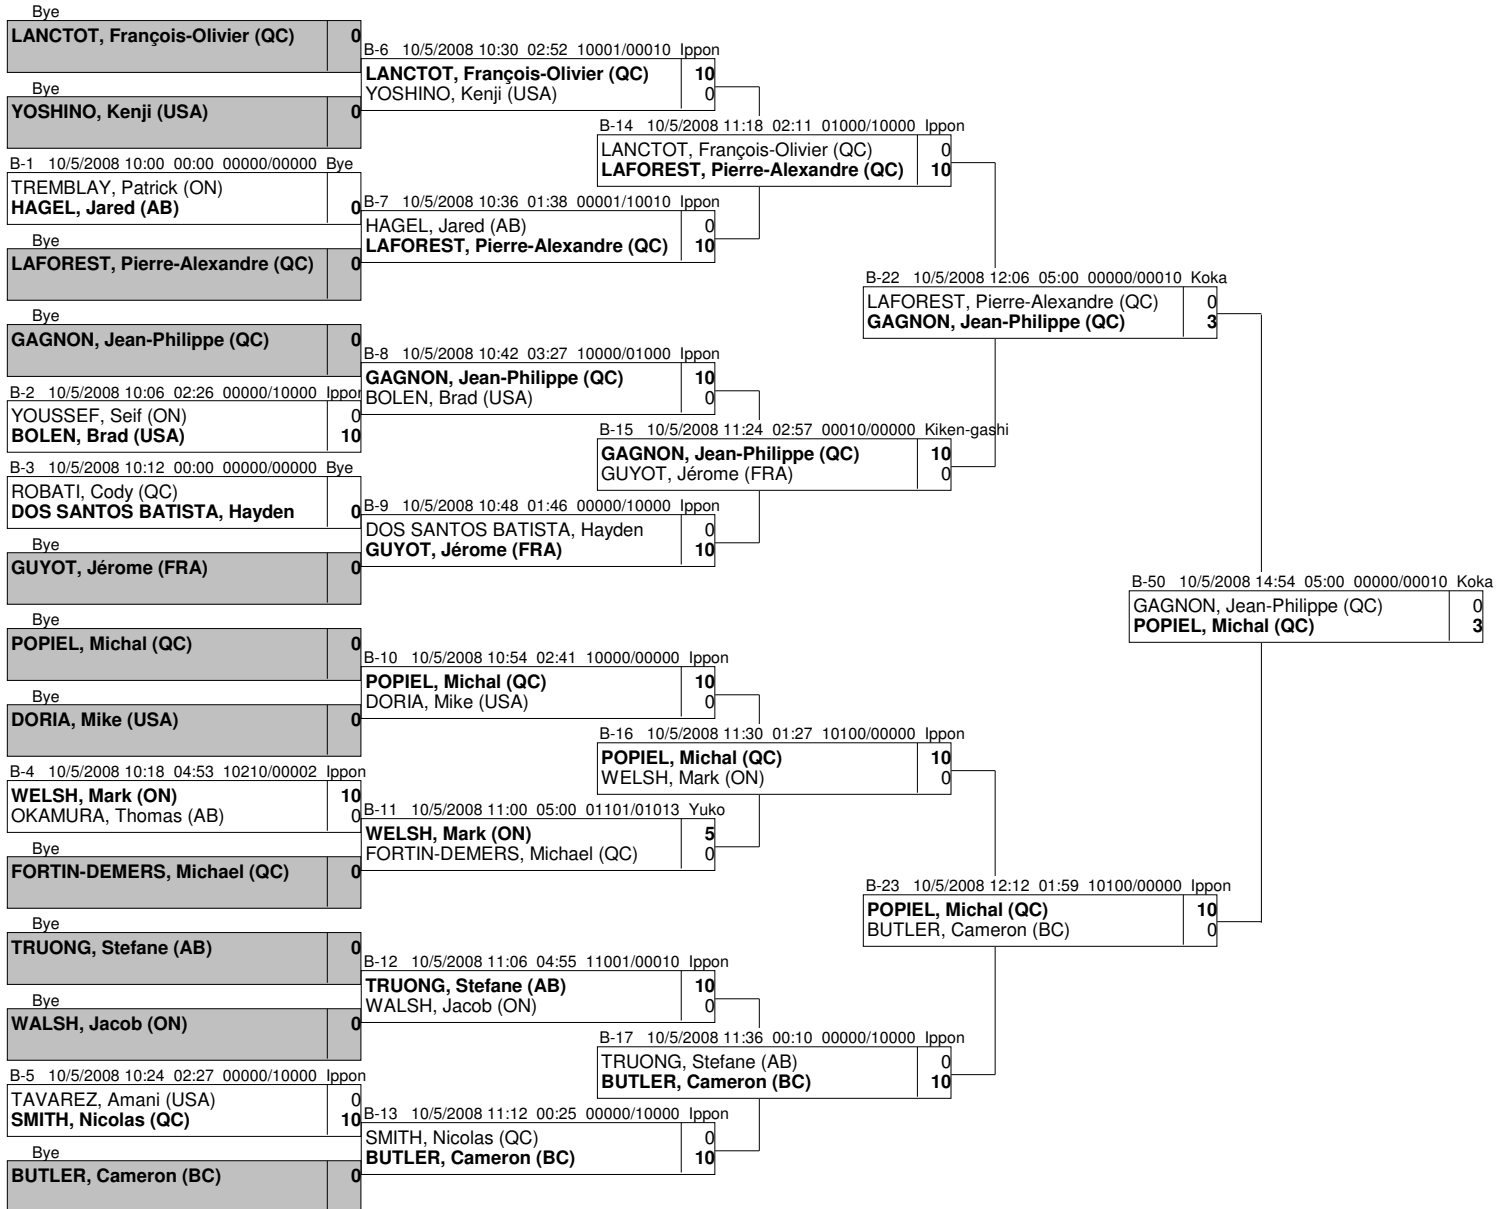 Bye
LANCTOT, François-Olivier (QC) 0
Bye
YOSHINO, Kenji (USA) 0
B-1 10/5/2008 10:00 00:00 00000/00000 Bye
TREMBLAY, Patrick (ON)
HAGEL, Jared (AB) 0
Bye
LAFOREST, Pierre-Alexandre (QC) 0
Bye
GAGNON, Jean-Philippe (QC) 0
B-2 10/5/2008 10:06 02:26 00000/10000 Ippon
YOUSSEF, Seif (ON) 0
BOLEN, Brad (USA) 10
B-3 10/5/2008 10:12 00:00 00000/00000 Bye
ROBATI, Cody (QC)
DOS SANTOS BATISTA, Hayden 0
Bye
GUYOT, Jérome (FRA) 0
Bye
POPIEL, Michal (QC) 0
Bye
DORIA, Mike (USA) 0
B-4 10/5/2008 10:18 04:53 10210/00002 Ippon
WELSH, Mark (ON) 10
OKAMURA, Thomas (AB) 0
Bye
FORTIN-DEMERS, Michael (QC) 0
Bye
TRUONG, Stefane (AB) 0
Bye
WALSH, Jacob (ON) 0
B-5 10/5/2008 10:24 02:27 00000/10000 Ippon
TAVAREZ, Amani (USA) 0
SMITH, Nicolas (QC) 10
Bye
BUTLER, Cameron (BC) 0
B-6 10/5/2008 10:30 02:52 10001/00010 Ippon
LANCTOT, François-Olivier (QC) 10
YOSHINO, Kenji (USA) 0
B-7 10/5/2008 10:36 01:38 00001/10010 Ippon
HAGEL, Jared (AB) 0
LAFOREST, Pierre-Alexandre (QC) 10
B-8 10/5/2008 10:42 03:27 10000/01000 Ippon
GAGNON, Jean-Philippe (QC) 10
BOLEN, Brad (USA) 0
B-9 10/5/2008 10:48 01:46 00000/10000 Ippon
DOS SANTOS BATISTA, Hayden 0
GUYOT, Jérome (FRA) 10
B-10 10/5/2008 10:54 02:41 10000/00000 Ippon
POPIEL, Michal (QC) 10
DORIA, Mike (USA) 0
B-11 10/5/2008 11:00 05:00 01101/01013 Yuko
WELSH, Mark (ON) 5
FORTIN-DEMERS, Michael (QC) 0
B-12 10/5/2008 11:06 04:55 11001/00010 Ippon
TRUONG, Stefane (AB) 10
WALSH, Jacob (ON) 0
B-13 10/5/2008 11:12 00:25 00000/10000 Ippon
SMITH, Nicolas (QC) 0
BUTLER, Cameron (BC) 10
B-14 10/5/2008 11:18 02:11 01000/10000 Ippon
LANCTOT, François-Olivier (QC) 0
LAFOREST, Pierre-Alexandre (QC) 10
B-15 10/5/2008 11:24 02:57 00010/00000 Kiken-gashi
GAGNON, Jean-Philippe (QC) 10
GUYOT, Jérome (FRA) 0
B-16 10/5/2008 11:30 01:27 10100/00000 Ippon
POPIEL, Michal (QC) 10
WELSH, Mark (ON) 0
B-17 10/5/2008 11:36 00:10 00000/10000 Ippon
TRUONG, Stefane (AB) 0
BUTLER, Cameron (BC) 10
B-22 10/5/2008 12:06 05:00 00000/00010 Koka
LAFOREST, Pierre-Alexandre (QC) 0
GAGNON, Jean-Philippe (QC) 3
B-23 10/5/2008 12:12 01:59 10100/00000 Ippon
POPIEL, Michal (QC) 10
BUTLER, Cameron (BC) 0
B-50 10/5/2008 14:54 05:00 00000/00010 Koka
GAGNON, Jean-Philippe (QC) 0
POPIEL, Michal (QC) 3